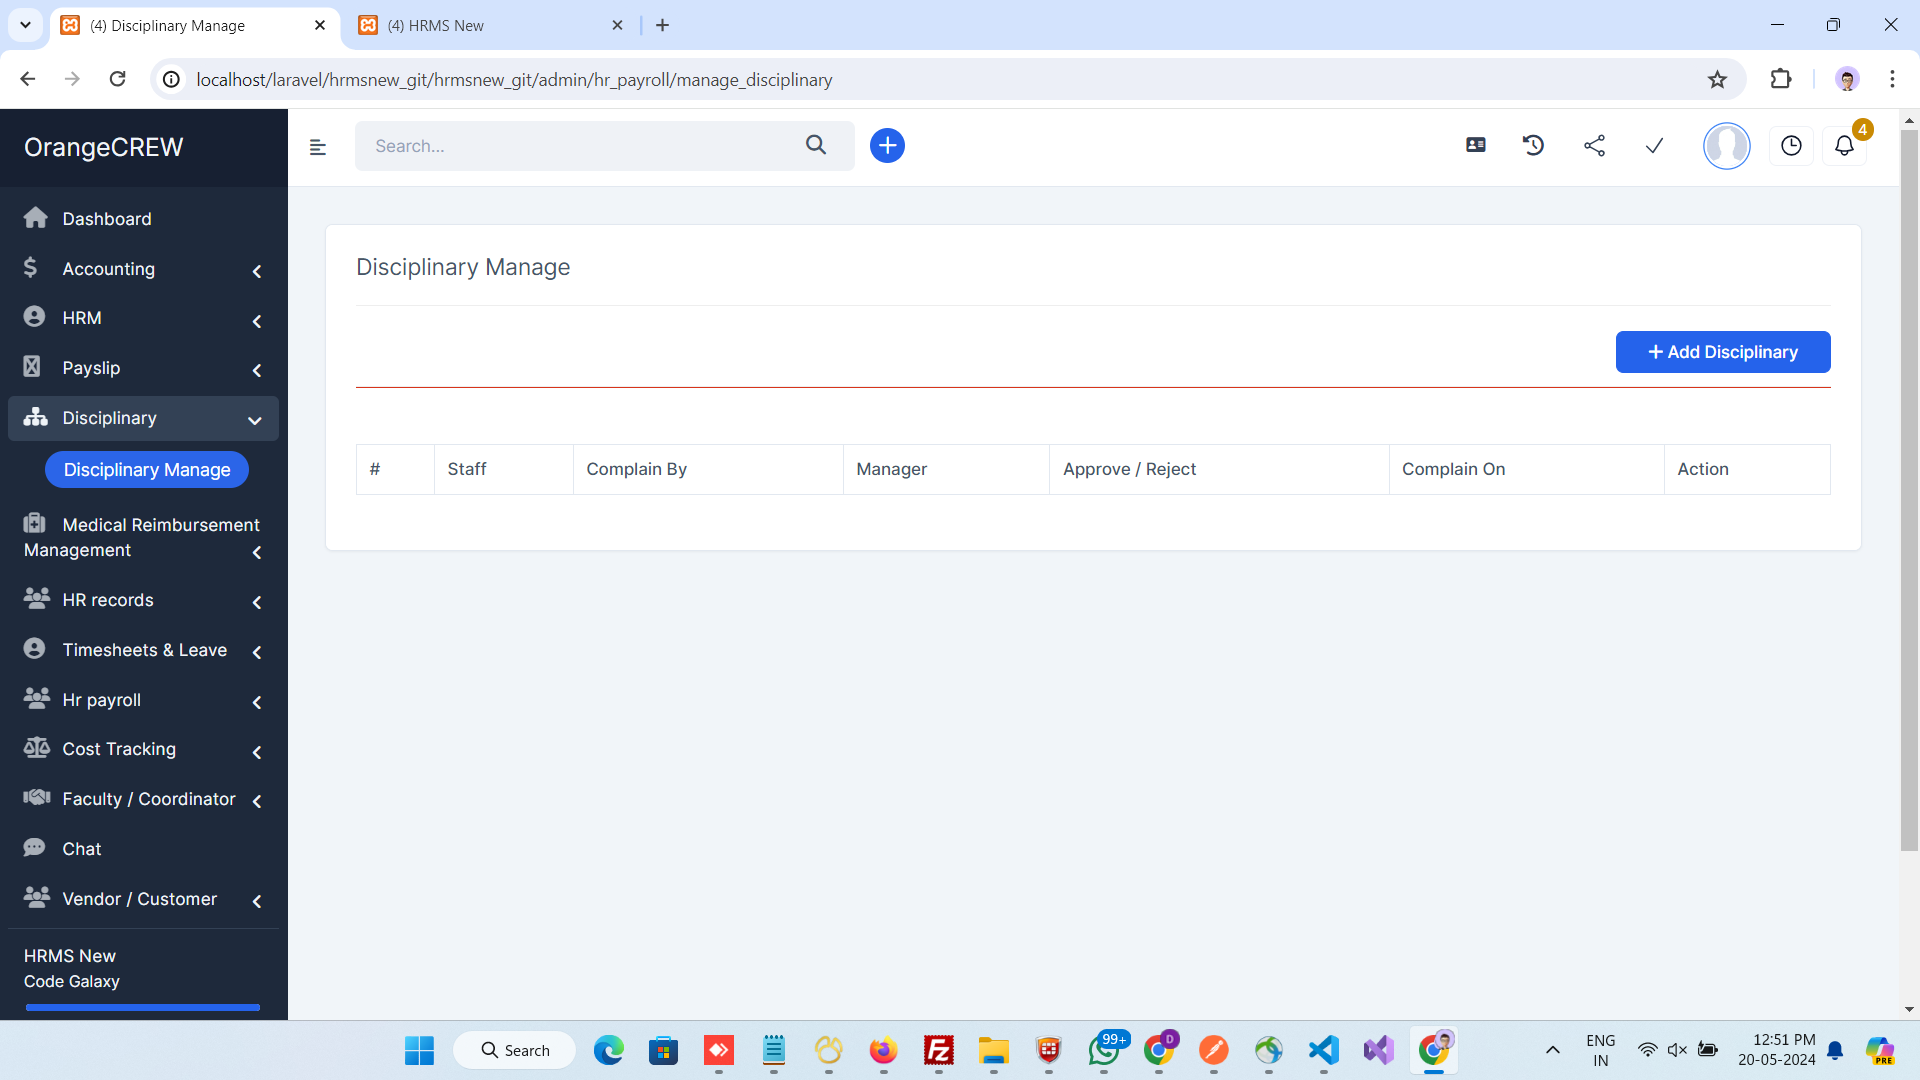 (4) Disciplinary Manage
(4) HRMS New
localhost/laravel/hrmsnew_git/hrmsnew_git/admin/hr_payroll/manage_disciplinary
OrangeCREW
Search...
4
Dashboard
Accounting
HRM
Payslip
Disciplinary
Disciplinary Manage
Medical Reimbursement
Management
HR records
Timesheets & Leave
Hr payroll
Cost Tracking
Faculty / Coordinator
Chat
Vendor / Customer
HRMS New
Code Galaxy
Disciplinary Manage
+ Add Disciplinary
# Staff Complain By Manager Approve / Reject Complain On Action
Search
99+
D
PRE
ENG
IN
12:51 PM
20-05-2024